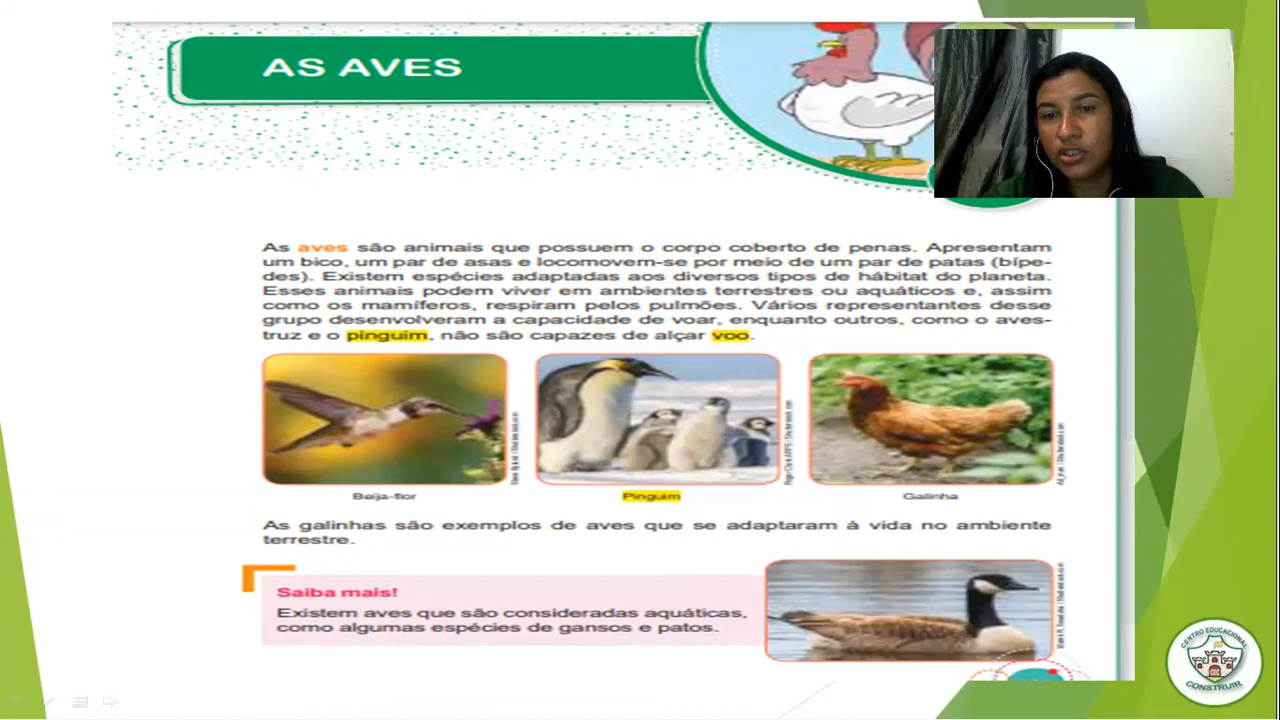 AS AVES
As aves são animais que possuem o corpo coberto de penas. Apresentam
um bico, um par de asas e locomovem-se por meio de um par de patas (bípe-
des). Existem espécies adaptadas aos diversos tipos de hábitat do planeta.
Esses animais podem viver em ambientes terrestres ou aquáticos e, assim
como os mamíferos, respiram pelos pulmões. Vários representantes desse
grupo desenvolveram a capacidade de voar, enquanto outros, como o aves-
truz e o pinguim, não são capazes de alçar voo.
Beija-flor
Pinguim
Galinha
As galinhas são exemplos de aves que se adaptaram à vida no ambiente
terrestre.
Saiba mais!
Existem aves que são consideradas aquáticas,
como algumas espécies de gansos e patos.
CENTRO EDUCACIONAL
CONSTRUIR